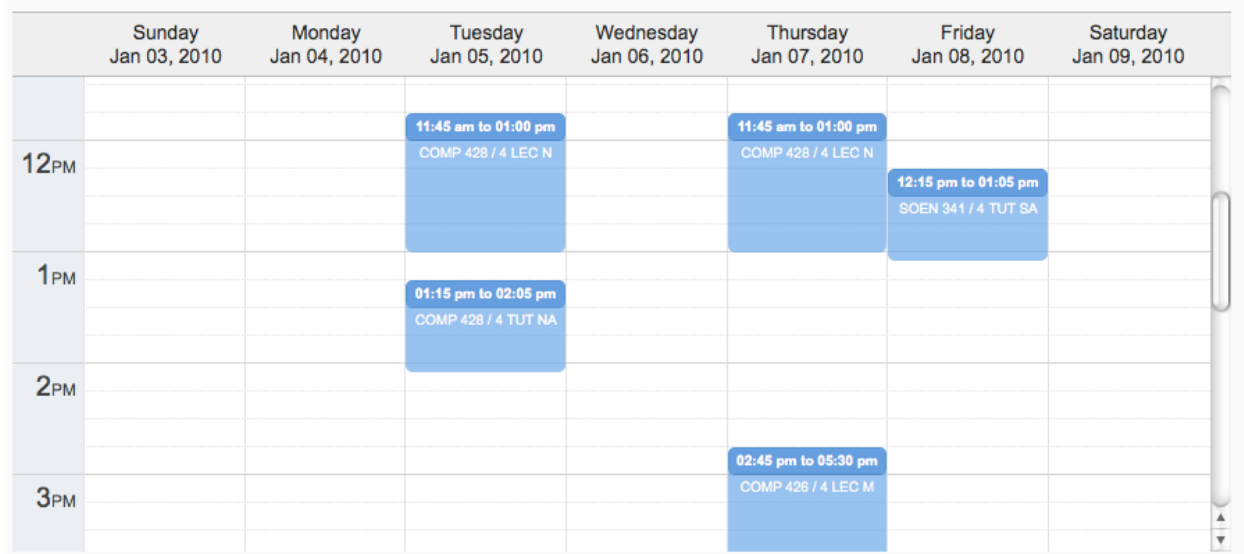 Sunday
Jan 03, 2010
Monday
Jan 04, 2010
Tuesday
Jan 05, 2010
Wednesday
Jan 06, 2010
Thursday
Jan 07, 2010
Friday
Jan 08, 2010
Saturday
Jan 09, 2010
11:45 am to 01:00 pm
COMP 428 / 4 LEC N
11:45 am to 01:00 pm
COMP 428 / 4 LEC N
12PM
12:15 pm to 01:05 pm
SOEN 341 / 4 TUT SA
1PM
01:15 pm to 02:05 pm
COMP 428 / 4 TUT NA
2PM
02:45 pm to 05:30 pm
COMP 426 / 4 LEC M
3PM